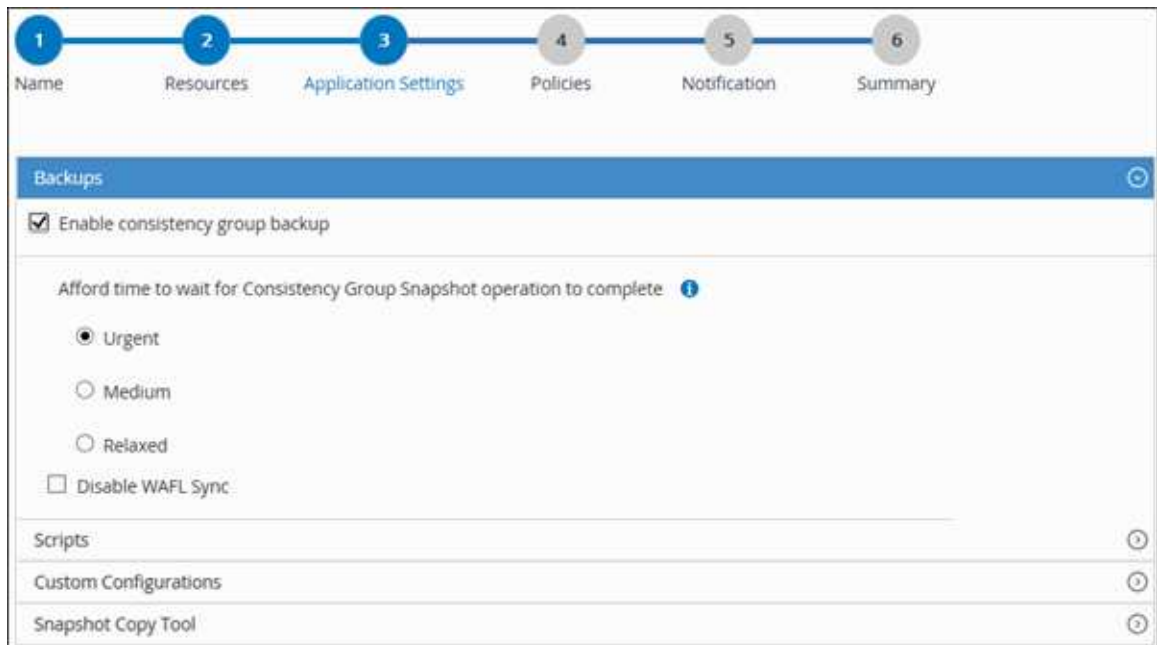 1 2 3 4 5 6
Name Resources Application Settings Policies Notification Summary
Backups
Enable consistency group backup
Afford time to wait for Consistency Group Snapshot operation to complete
Urgent
Medium
Relaxed
Disable WAFL Sync
Scripts
Custom Configurations
Snapshot Copy Tool